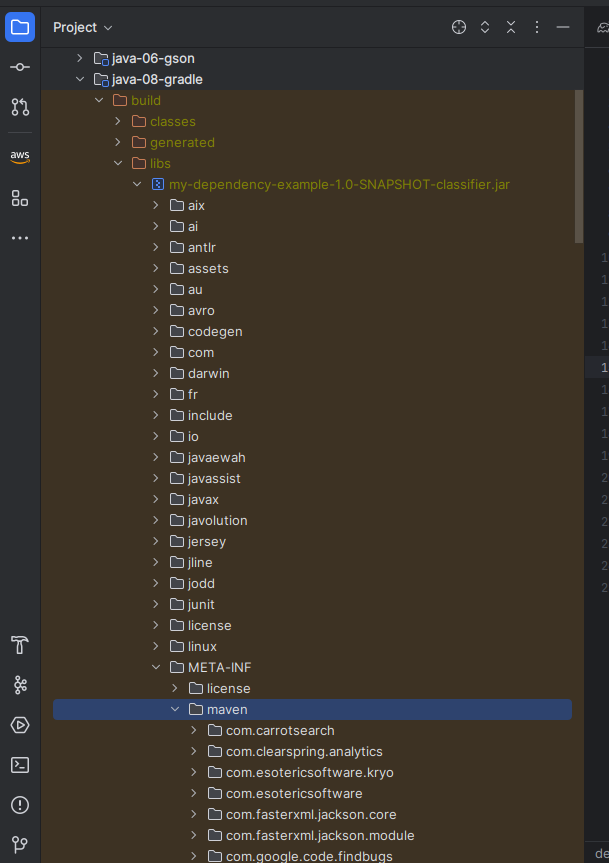 Project
java-06-gson
java-08-gradle
build
classes
generated
libs
my-dependency-example-1.0-SNAPSHOT-classifier.jar
aix
ai
antlr
assets
au
avro
codegen
com
darwin
fr
include
io
javaewah
javassist
javax
javolution
jersey
jline
jodd
junit
license
linux
META-INF
license
maven
com.carrotsearch
com.clearspring.analytics
com.esotericsoftware.kryo
com.esotericsoftware
com.fasterxml.jackson.core
com.fasterxml.jackson.module
com.google.code.findbugs
aws
1
1
1
1
1
1
1
1
1
1
2
2
2
2
2
2
de